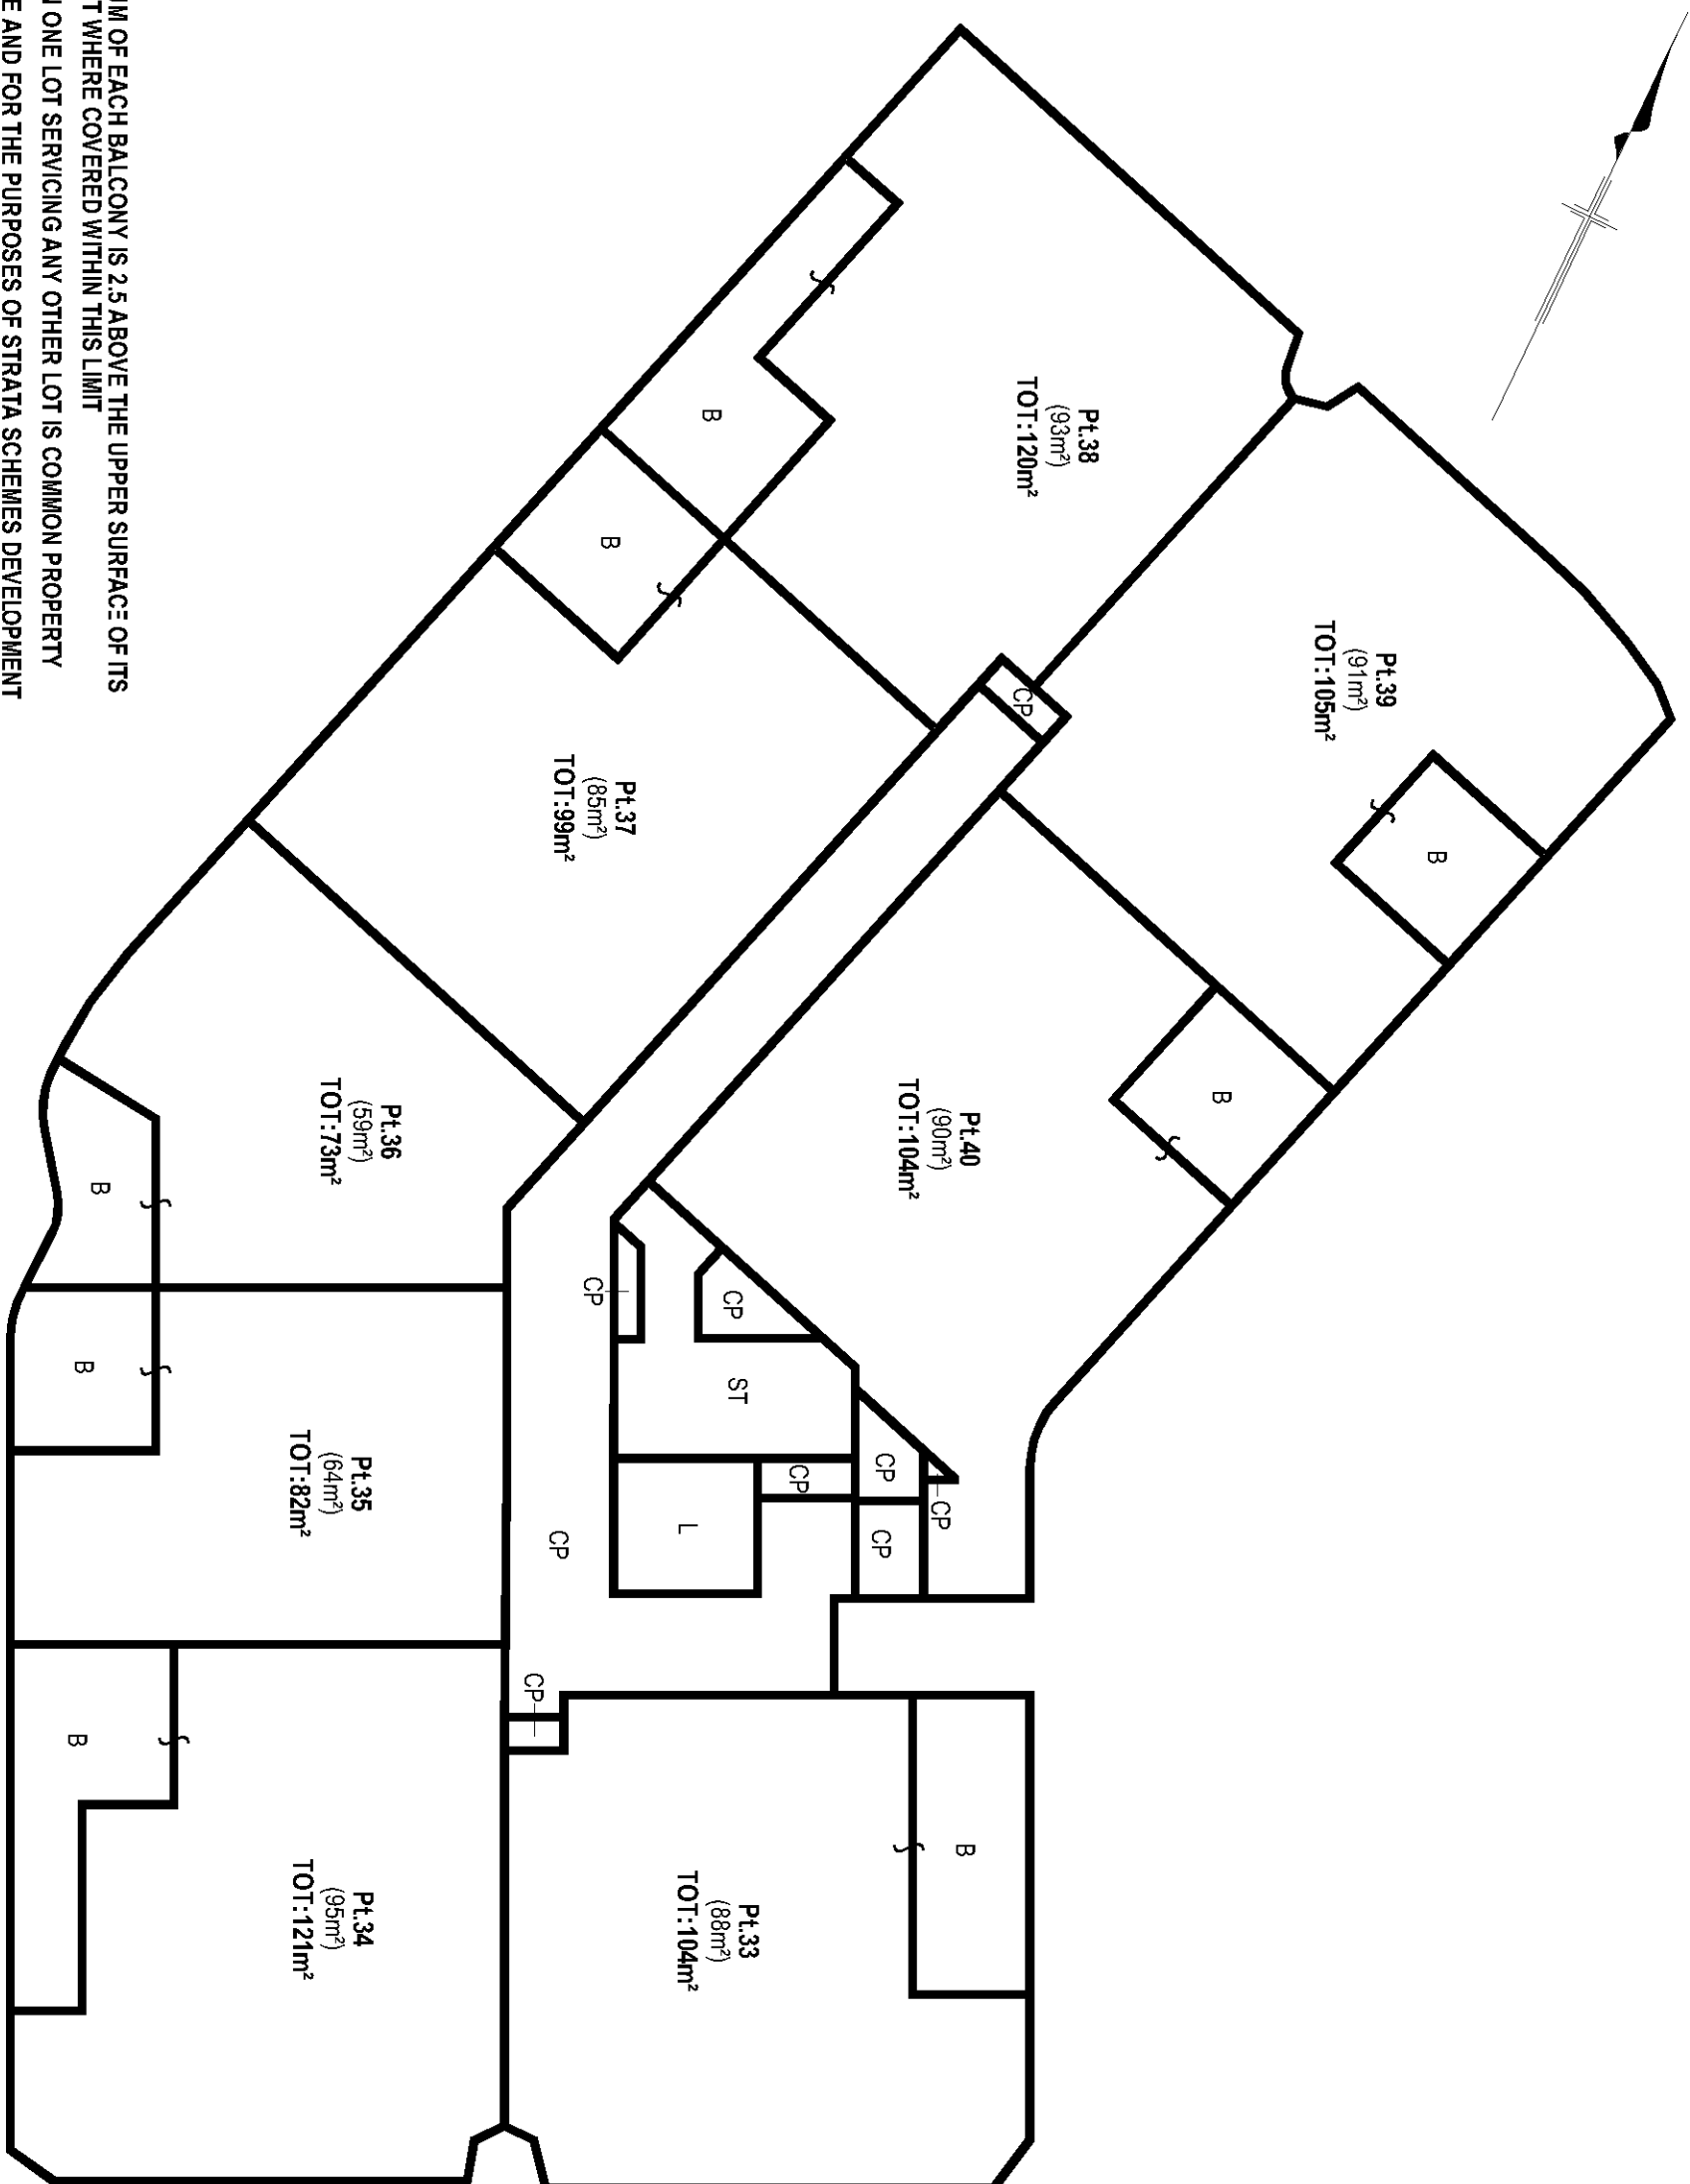 UM OF EACH BALCONY IS 2.5 ABOVE THE UPPER SURFACE OF ITS
T WHERE COVERED WITHIN THIS LIMIT
ONE LOT SERVICING ANY OTHER LOT IS COMMON PROPERTY
E AND FOR THE PURPOSES OF STRATA SCHEMES DEVELOPMENT
Pt.38
(93m²)
TOT:120m²
B
Pt.39
(91m²)
TOT:105m²
B
Pt.37
(85m²)
TOT:99m²
B
CP
Pt.40
(90m²)
TOT:104m²
B
Pt.36
(59m²)
TOT:73m²
B
CP
CP
ST
CP
CP
CP
CP
L
CP
Pt.35
(64m²)
TOT:82m²
B
CP
Pt.34
(95m²)
TOT:121m²
B
Pt.33
(88m²)
TOT:104m²
B